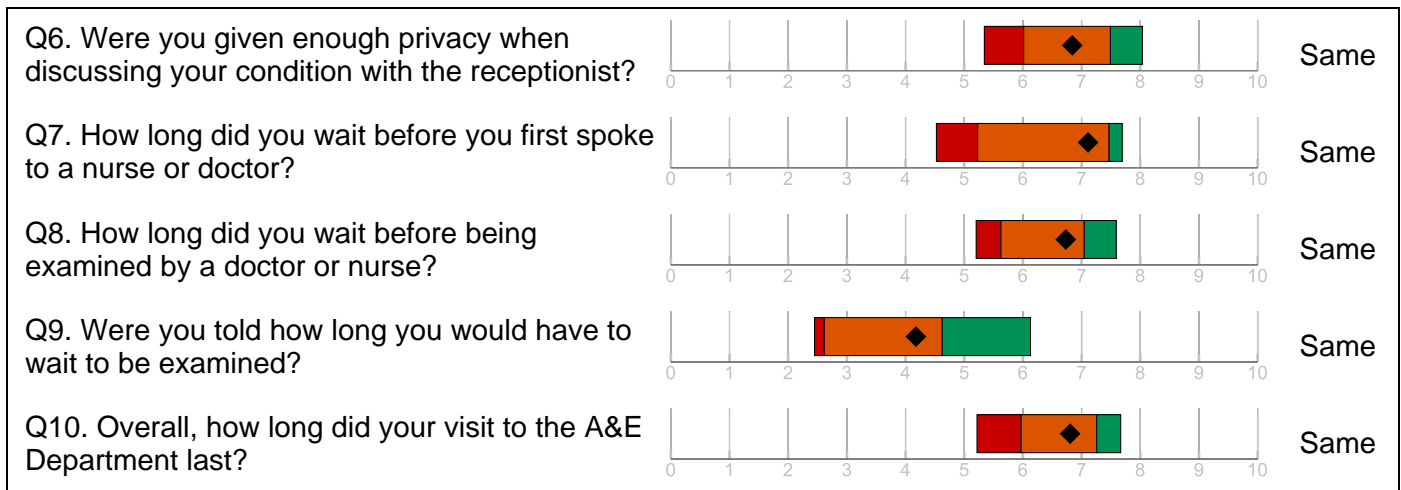 Q6. Were you given enough privacy when
discussing your condition with the receptionist?
0 1 2 3 4 5 6 7 8 9 10
Same
Q7. How long did you wait before you first spoke
to a nurse or doctor?
0 1 2 3 4 5 6 7 8 9 10
Same
Q8. How long did you wait before being
examined by a doctor or nurse?
0 1 2 3 4 5 6 7 8 9 10
Same
Q9. Were you told how long you would have to
wait to be examined?
0 1 2 3 4 5 6 7 8 9 10
Same
Q10. Overall, how long did your visit to the A&E
Department last?
0 1 2 3 4 5 6 7 8 9 10
Same